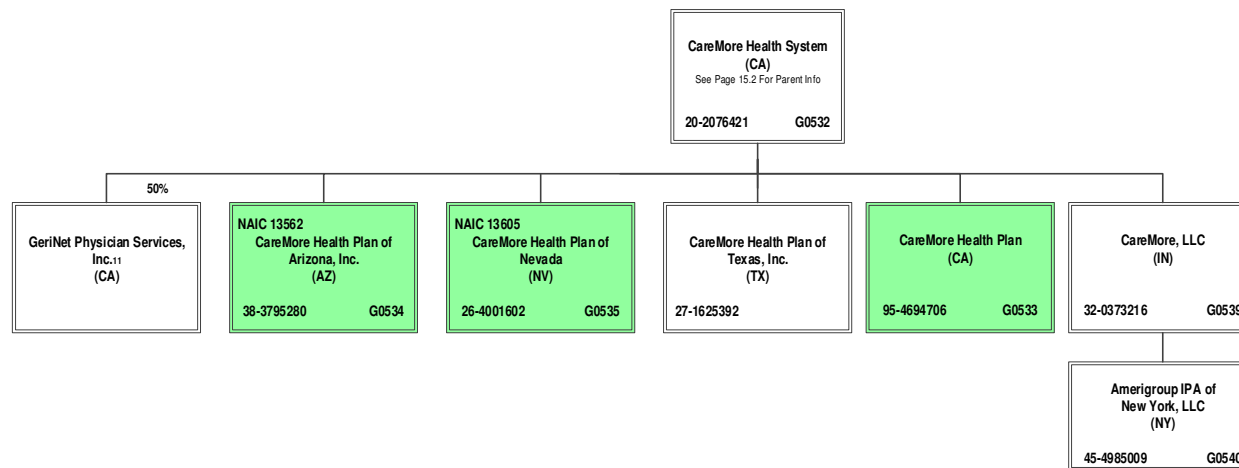 CareMore Health System
(CA)
See Page 15.2 For Parent Info
20-2076421 G0532
50%
GeriNet Physician Services,
Inc.11
(CA)
NAIC 13562
CareMore Health Plan of
Arizona, Inc.
(AZ)
38-3795280 G0534
NAIC 13605
CareMore Health Plan of
Nevada
(NV)
26-4001602 G0535
CareMore Health Plan of
Texas, Inc.
(TX)
27-1625392
CareMore Health Plan
(CA)
95-4694706 G0533
CareMore, LLC
(IN)
32-0373216 G0539
Amerigroup IPA of
New York, LLC
(NY)
45-4985009 G0540